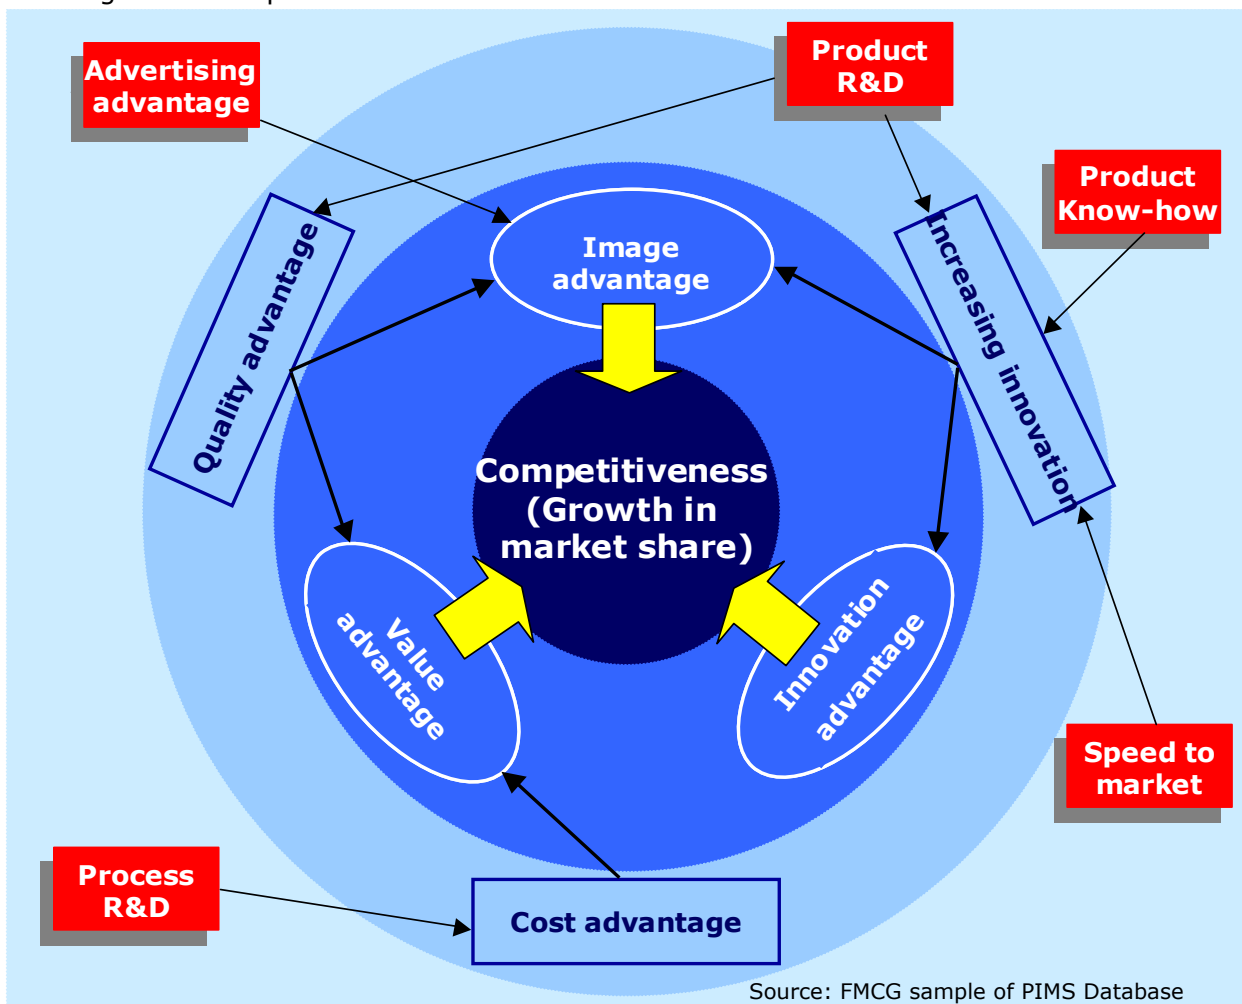 Advertising
advantage
Product
R&D
Product
Know-how
Image
advantage
Quality advantage
Increasing innovation
Competitiveness
(Growth in
market share)
Value
advantage
Innovation
advantage
Speed to
market
Process
R&D
Cost advantage
Source: FMCG sample of PIMS Database